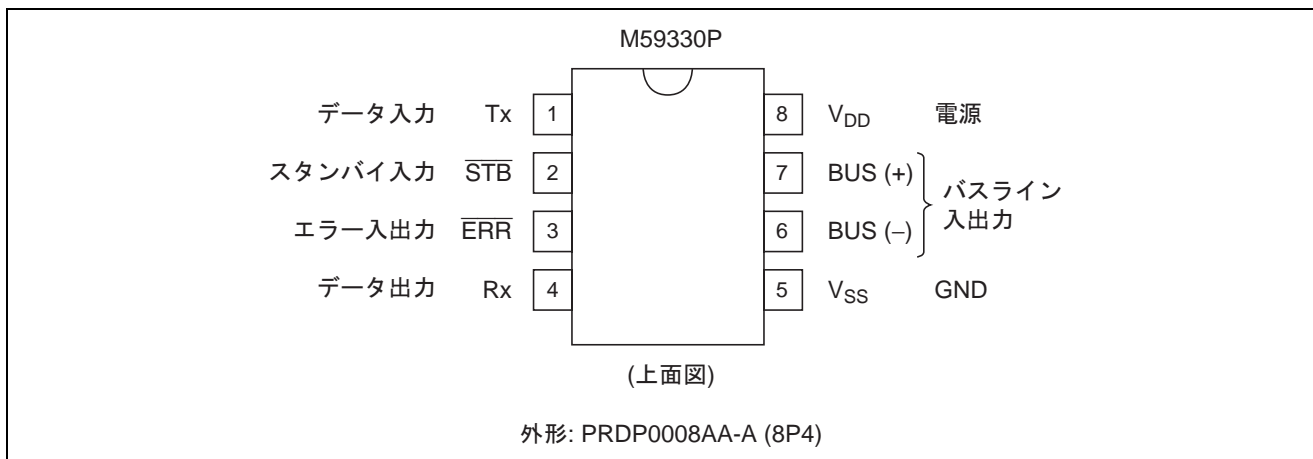 M59330P
データ入力 Tx 1 8 VDD 電源
スタンバイ入力 S̅T̅B̅ 2 7 BUS (+)
エラー入出力 E̅R̅R̅ 3 6 BUS (–)
バスライン
入出力
データ出力 Rx 4 5 VSS GND
(上面図)
外形: PRDP0008AA-A (8P4)